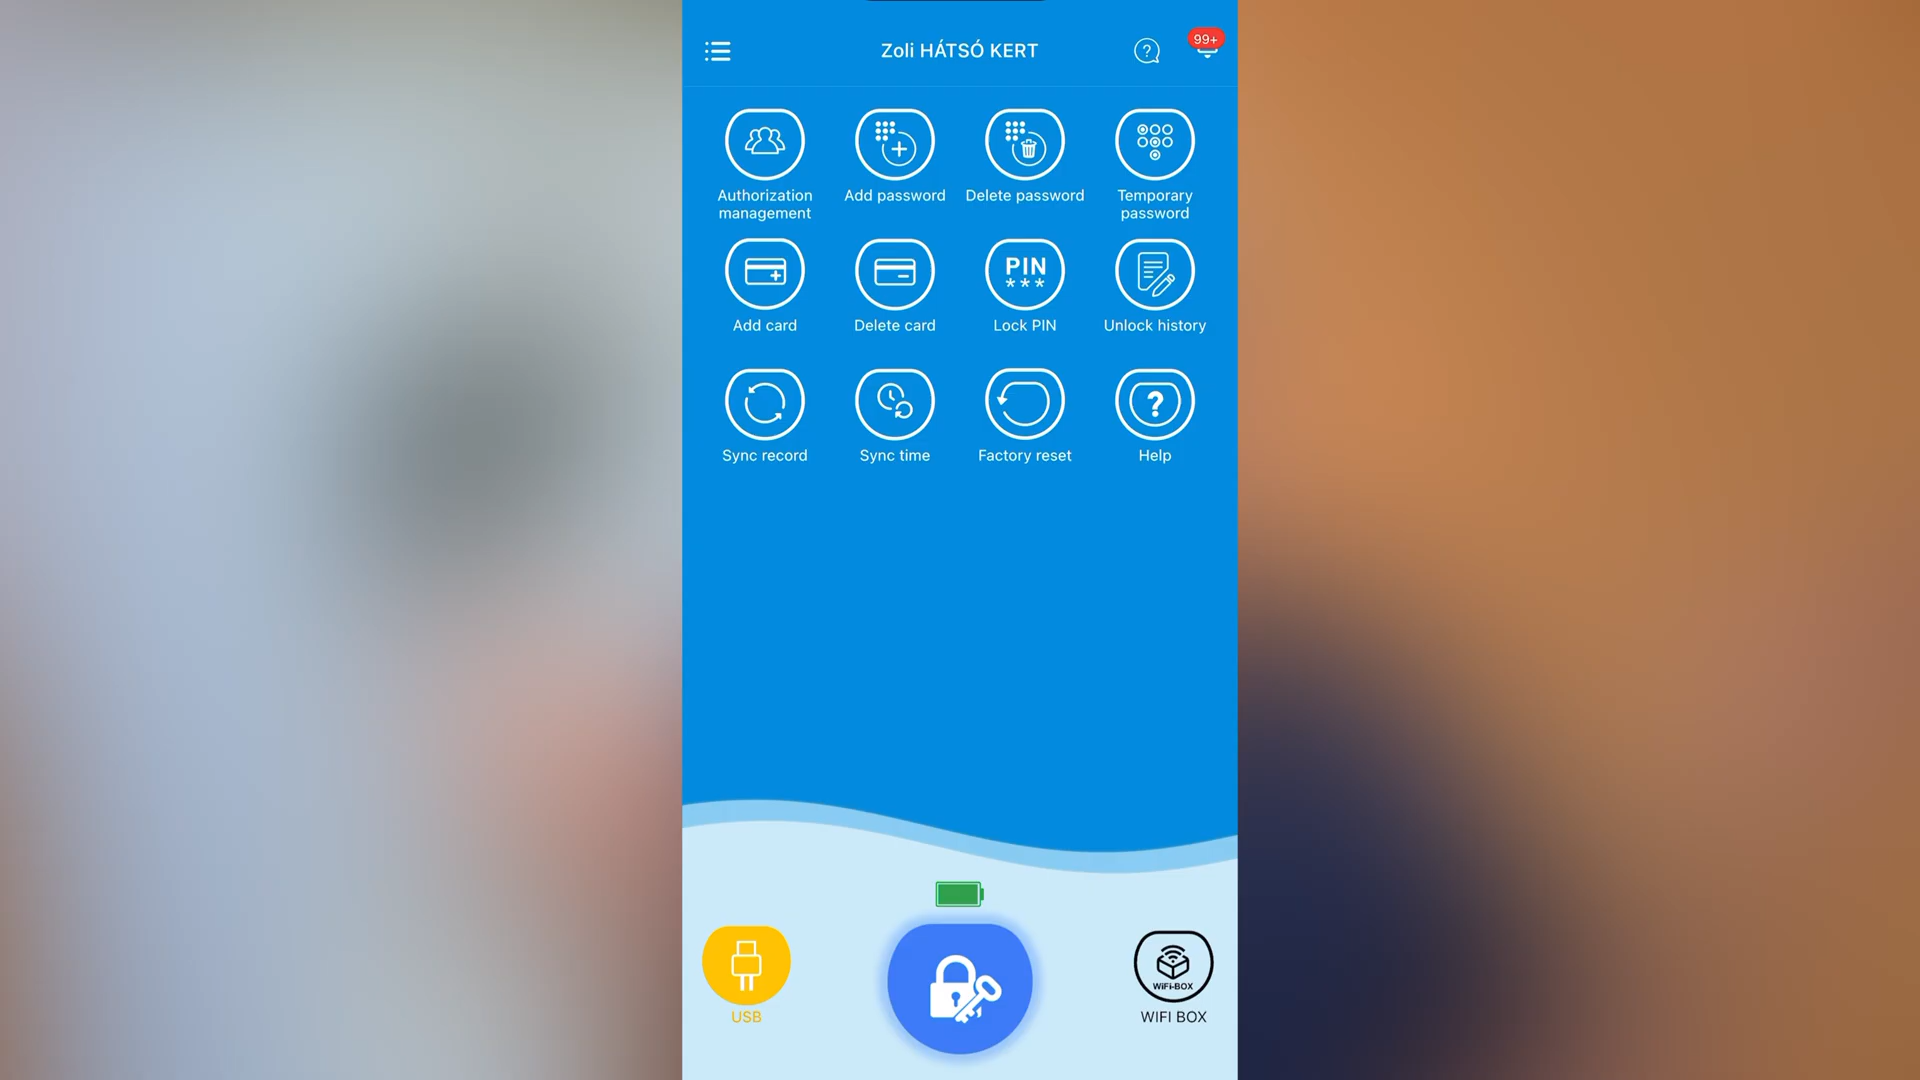 Zoli HÁTSÓ KERT
?
99+
Authorization management
Add password
Delete password
Temporary password
PIN
***
Add card
Delete card
Lock PIN
Unlock history
?
Sync record
Sync time
Factory reset
Help
WiFi-BOX
USB
WIFI BOX